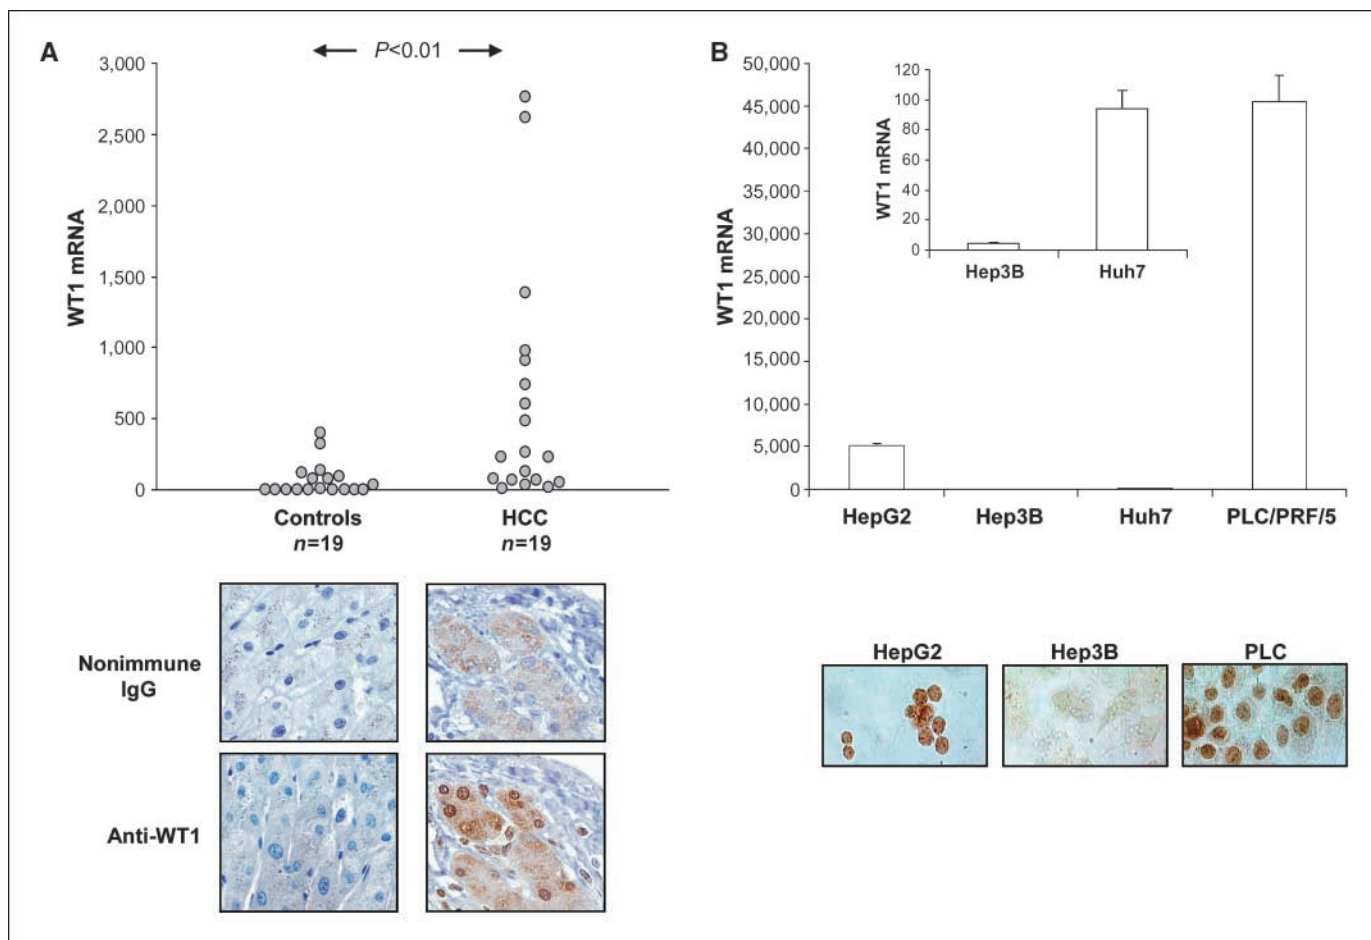 A
P<0.01
3,000
2,500
2,000
1,500
1,000
500
0
WT1 mRNA
Controls
n=19
HCC
n=19
Nonimmune
IgG
Anti-WT1
B
50,000
45,000
40,000
35,000
30,000
25,000
20,000
15,000
10,000
5,000
0
WT1 mRNA
120
100
80
60
40
20
0
WT1 mRNA
Hep3B
Huh7
HepG2
Hep3B
Huh7
PLC/PRF/5
HepG2
Hep3B
PLC